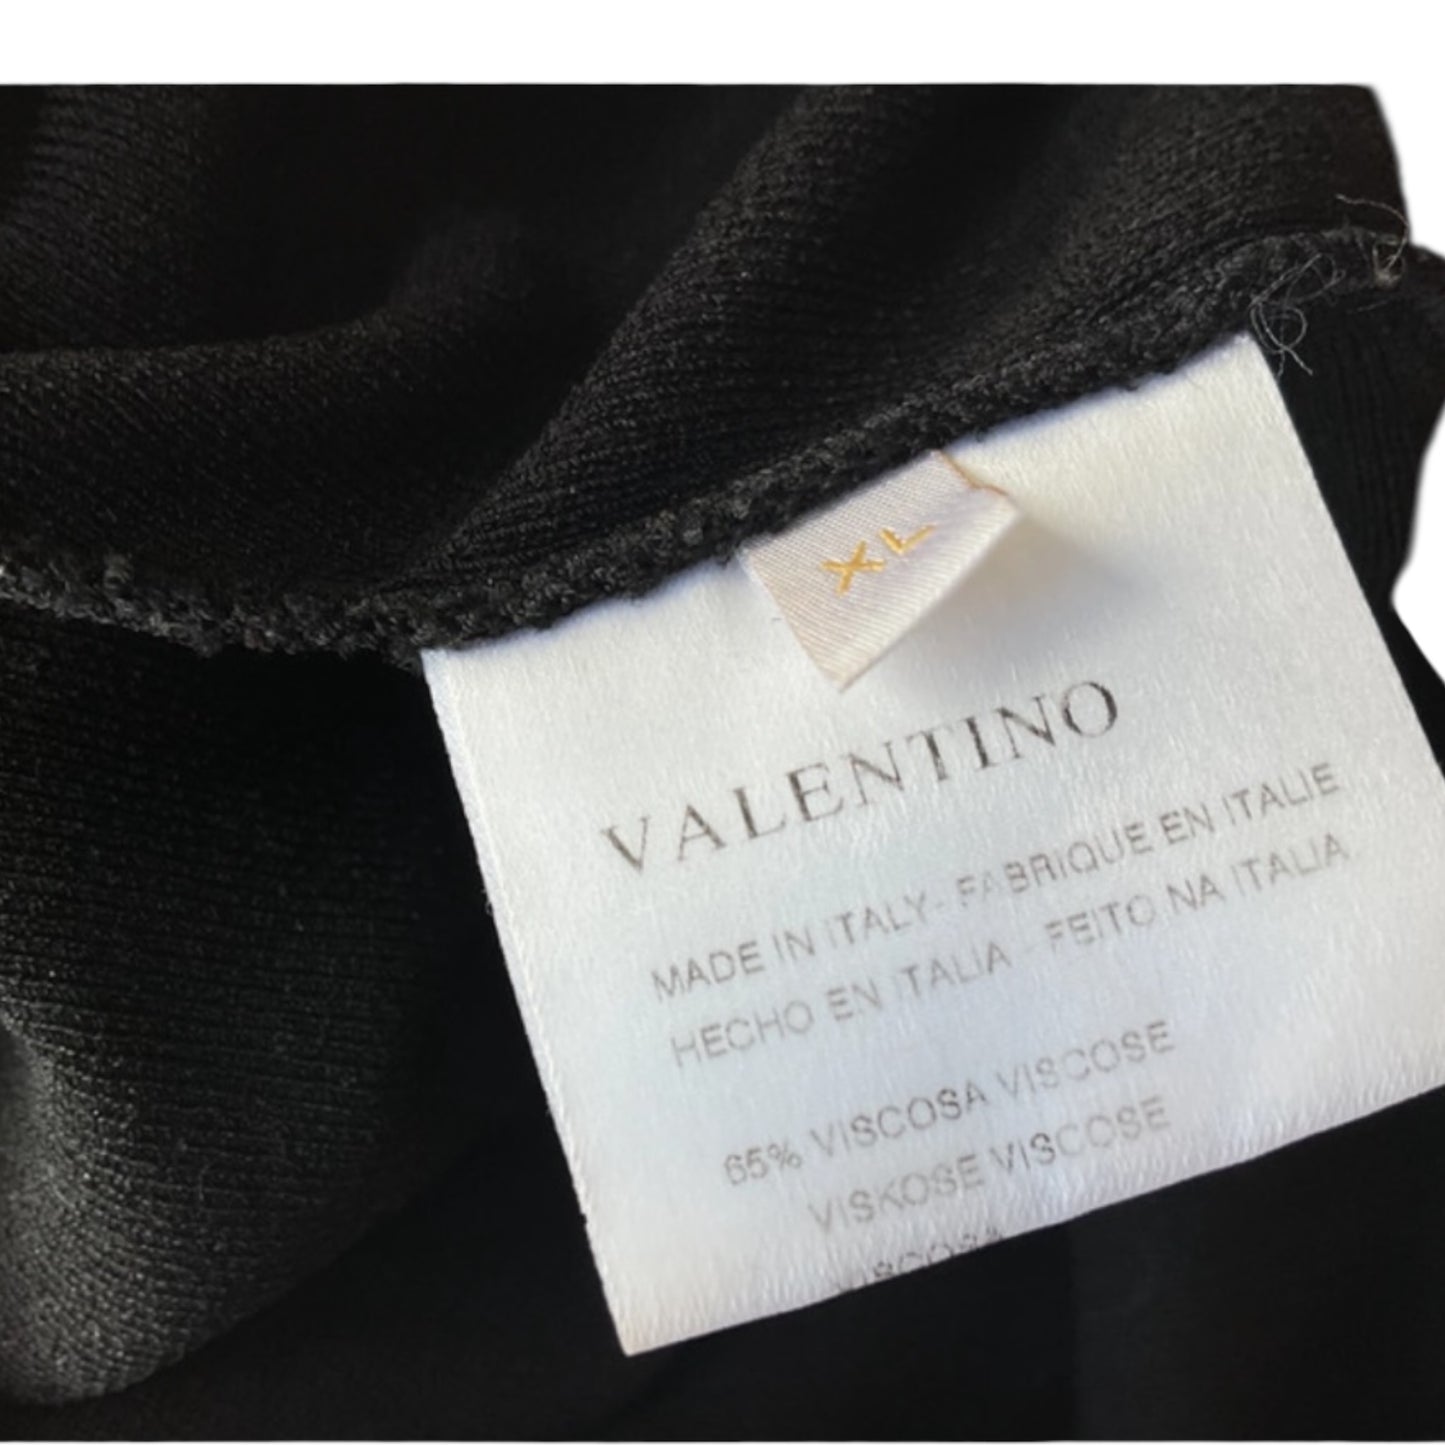 XL
VALENTINO
MADE IN ITALY - FABRIQUE EN ITALIE
HECHO EN ITALIA - FEITO NA ITALIA
65% VISCOSA VISCOSE
VISKOSE VISCOSE
VISCOSA